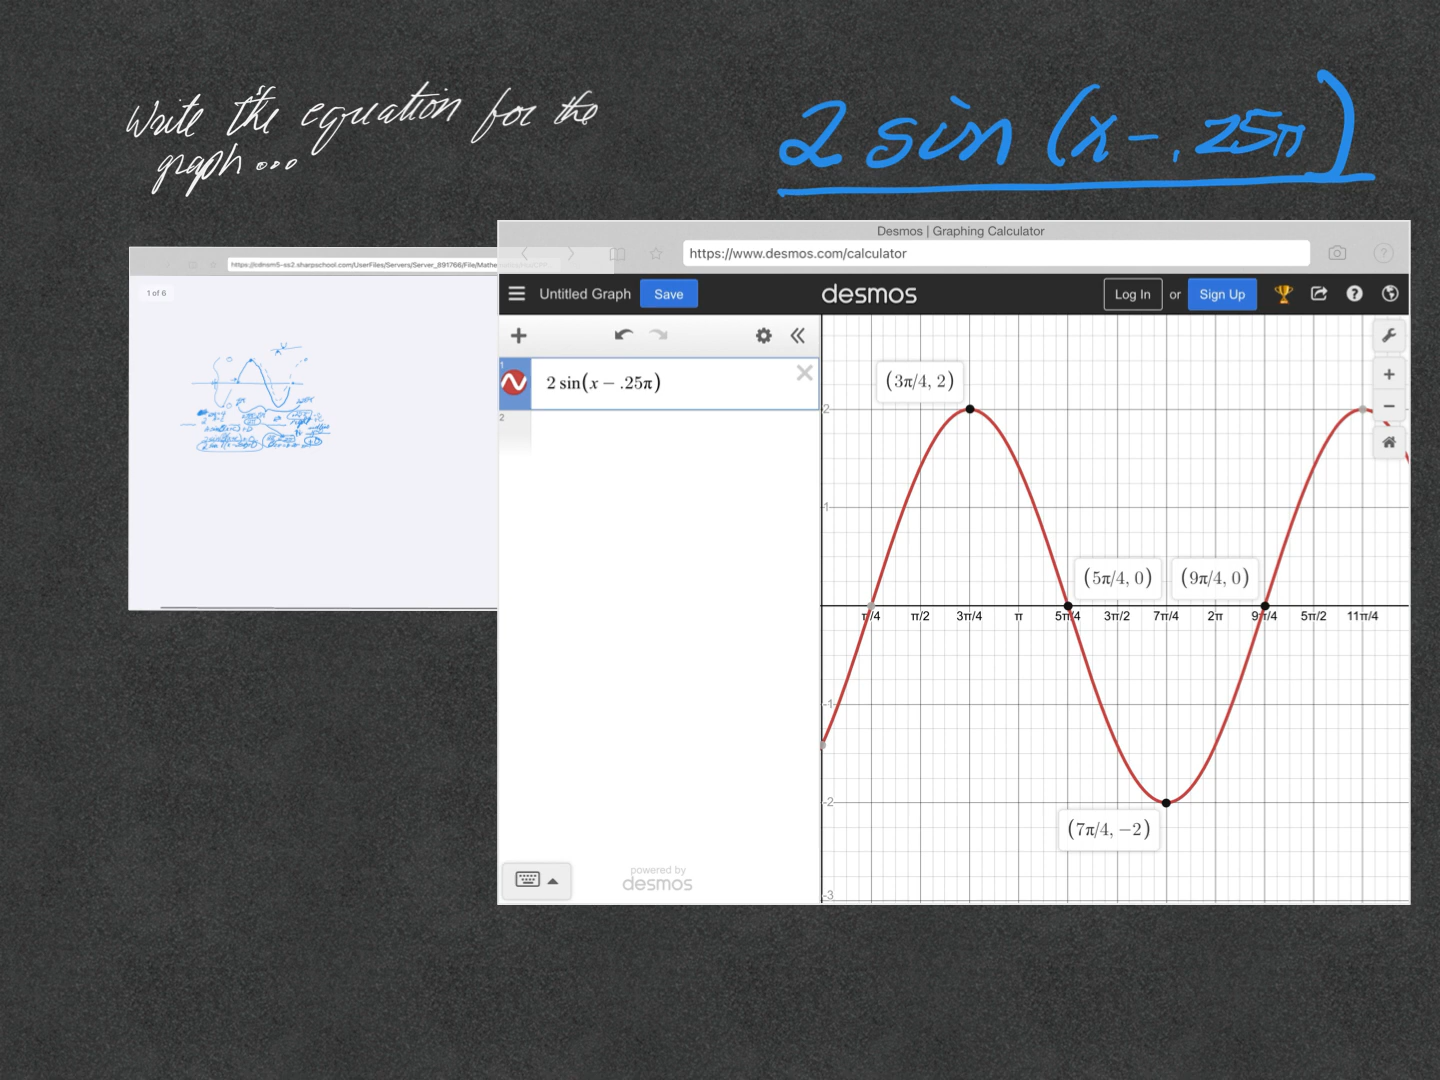 Write the equation for the
graph...
2 sin (x - .25π)
Desmos | Graphing Calculator
https://www.desmos.com/calculator
1 of 6
Untitled Graph
Save
desmos
Log In
or
Sign Up
1
2 sin(x − .25π)
2
powered by
desmos
(3π/4, 2)
(5π/4, 0)
(9π/4, 0)
(7π/4, −2)
2
1
-1
-2
-3
π/4 π/2 3π/4 π 5π/4 3π/2 7π/4 2π 9π/4 5π/2 11π/4